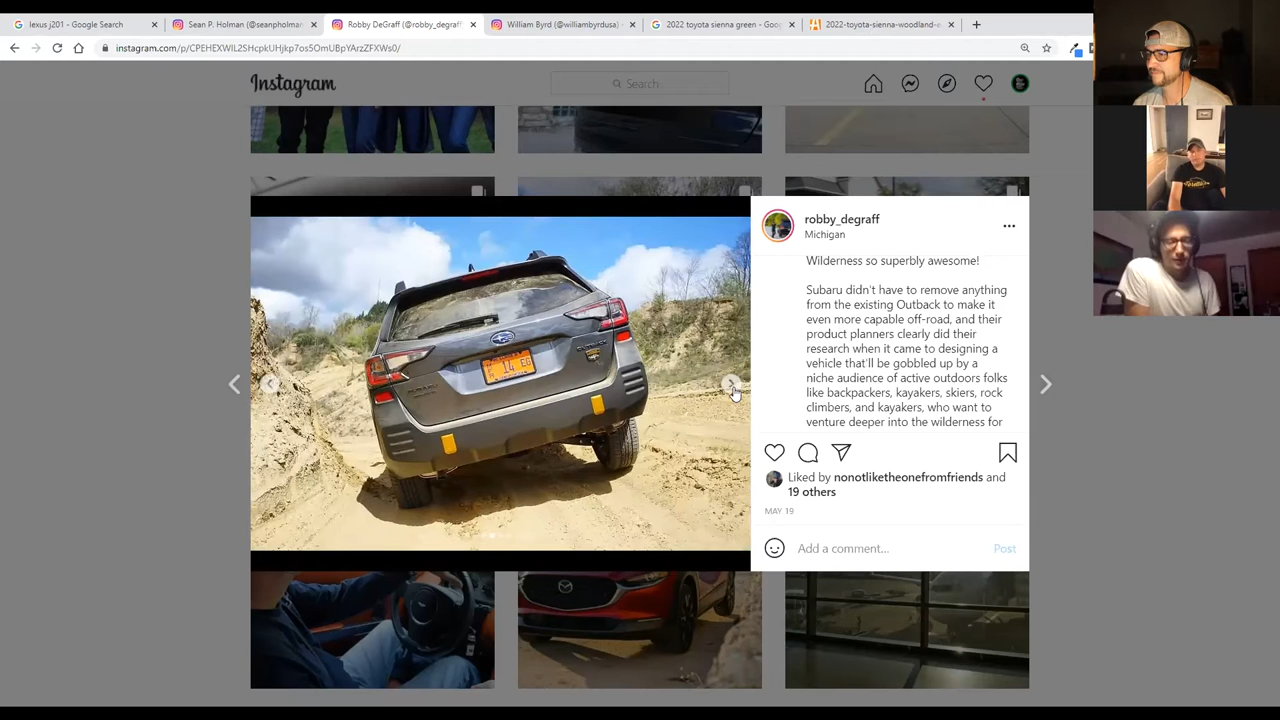 lexus j201 - Google Search
Sean P. Holman (@seanpholman
Robby DeGraff (@robby_degraff
William Byrd (@williambyrdusa)
2022 toyota sienna green - Goo
2022-toyota-sienna-woodland-e
instagram.com/p/CPEHEXWlL2SHcpkUHjkp7os5OmUBpYArzZFXWs0/
Instagram
Search
robby_degraff
Michigan
Wilderness so superbly awesome!
Subaru didn't have to remove anything
from the existing Outback to make it
even more capable off-road, and their
product planners clearly did their
research when it came to designing a
vehicle that'll be gobbled up by a
niche audience of active outdoors folks
like backpackers, kayakers, skiers, rock
climbers, and kayakers, who want to
venture deeper into the wilderness for
14 EG
Liked by nonotliketheonefromfriends and
19 others
MAY 19
Add a comment...
Post